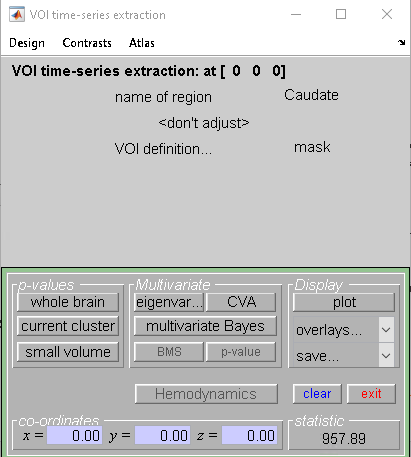 VOI time-series extraction
Design Contrasts Atlas
VOI time-series extraction: at [ 0 0 0]
name of region Caudate
<don't adjust>
VOI definition... mask
p-values Multivariate Display
whole brain eigenvar... CVA plot
current cluster multivariate Bayes overlays...
small volume BMS p-value save...
Hemodynamics clear exit
co-ordinates statistic
x = 0.00 y = 0.00 z = 0.00 957.89